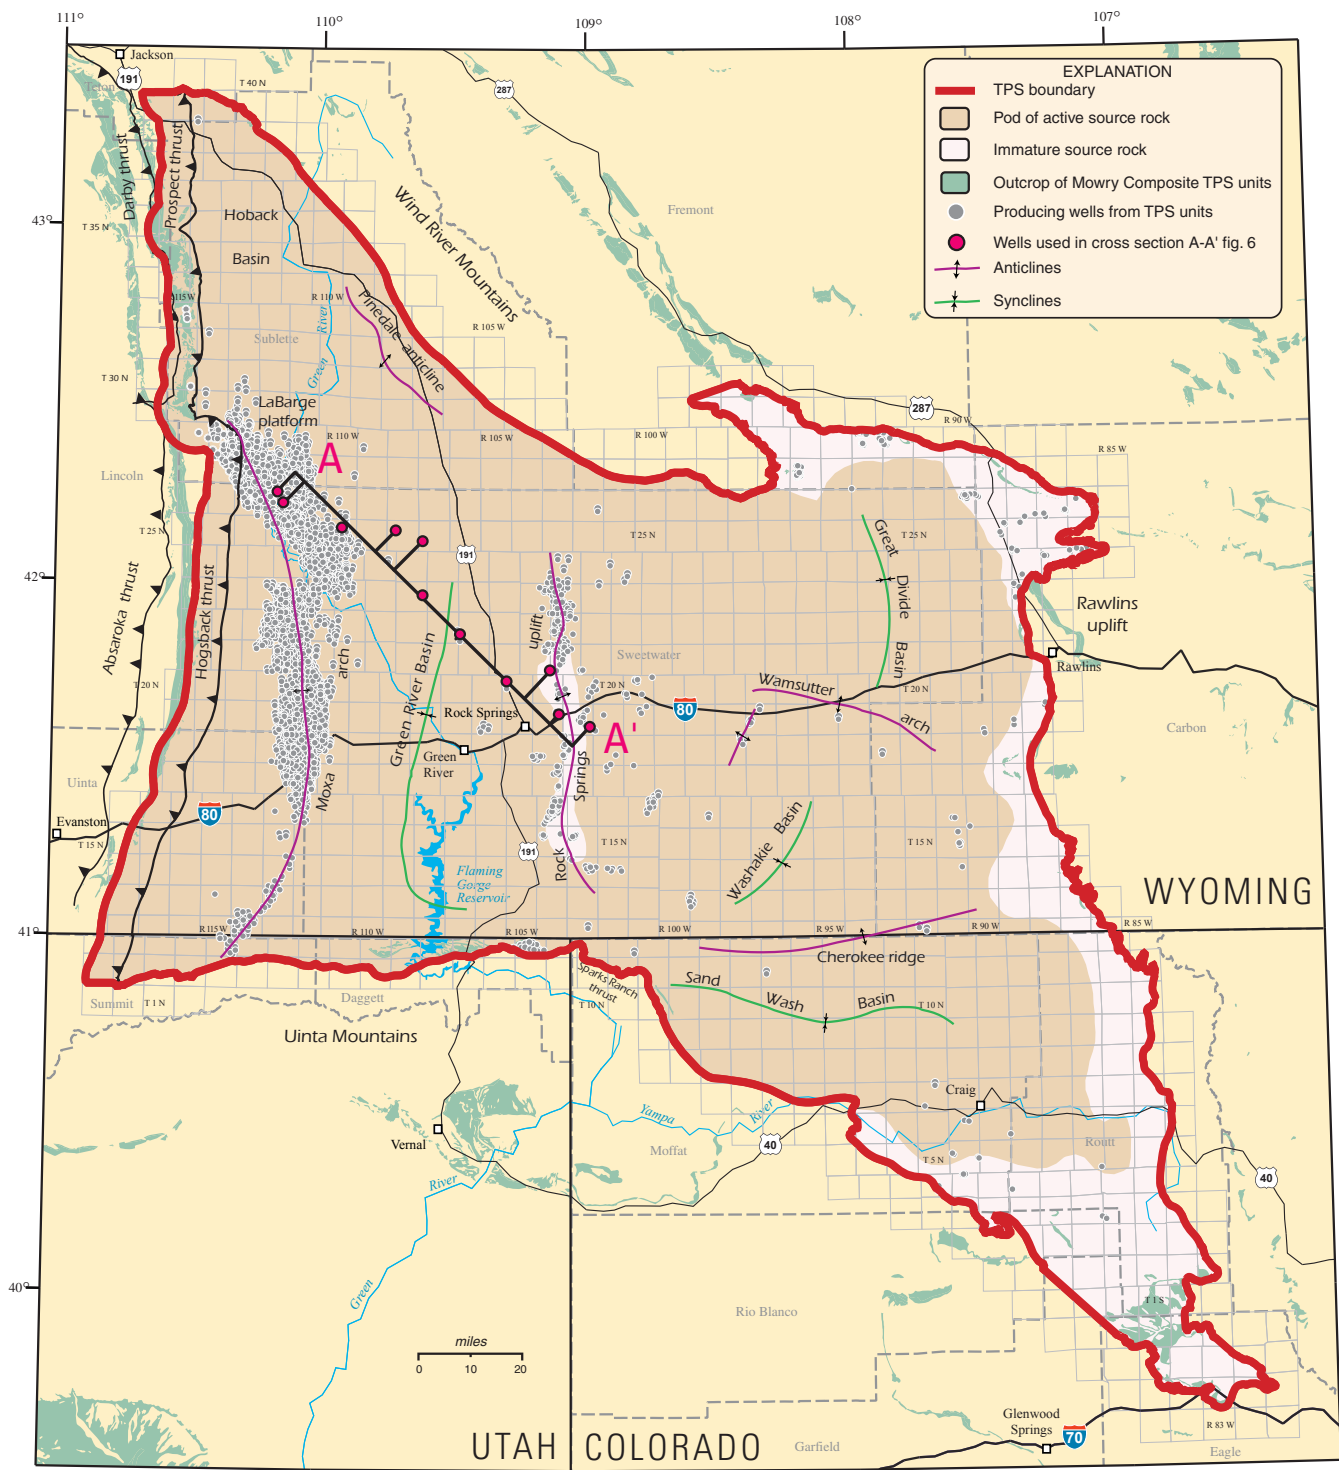 111°
110°
109°
108°
107°
Jackson
191
Teton
T 40 N
287
EXPLANATION
TPS boundary
Pod of active source rock
Immature source rock
Outcrop of Mowry Composite TPS units
Producing wells from TPS units
Wells used in cross section A-A' fig. 6
Anticlines
Synclines
Darby thrust
Prospect thrust
Hoback
Basin
Wind River Mountains
Fremont
43°
T 35 N
R 115 W
R 110 W
River
Green
Pinedale anticline
R 105 W
Sublette
T 30 N
LaBarge
platform
R 110 W
R 105 W
R 100 W
287
R 90 W
R 85 W
A
Lincoln
T 25 N
T 25 N
T 25 N
Great
Divide
Basin
191
42°
Absaroka thrust
Hogsback thrust
arch
Moxa
Green River Basin
uplift
Springs
Rock
Sweetwater
Rawlins
uplift
Rawlins
T 20 N
T 20 N
T 20 N
Wamsutter
arch
80
Rock Springs
A'
Green
River
Carbon
Uinta
80
Evanston
T 15 N
T 15 N
T 15 N
191
Washakie Basin
Flaming
Gorge
Reservoir
WYOMING
41°
R 115 W
R 110 W
R 105 W
R 100 W
R 95 W
R 90 W
R 85 W
Cherokee ridge
Sparks Ranch
thrust
Sand
Wash
Basin
Summit
T 1 N
Daggett
T 10 N
T 10 N
Uinta Mountains
Craig
Yampa
River
Vernal
Moffat
40
Routt
T 5 N
River
40
40°
Green
T 1 S
Rio Blanco
miles
0
10
20
Glenwood
Springs
70
R 83 W
UTAH
COLORADO
Garfield
Eagle